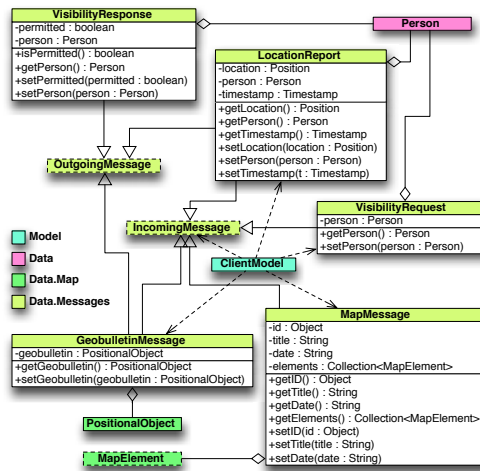 VisibilityResponse
-permitted : boolean
-person : Person
+isPermitted() : boolean
+getPerson() : Person
+setPermitted(permitted : boolean)
+setPerson(person : Person)
Person
LocationReport
-location : Position
-person : Person
-timestamp : Timestamp
+getLocation() : Position
+getPerson() : Person
+getTimestamp() : Timestamp
+setLocation(location : Position)
+setPerson(person : Person)
+setTimestamp(t : Timestamp)
OutgoingMessage
IncomingMessage
VisibilityRequest
-person : Person
+getPerson() : Person
+setPerson(person : Person)
Model
Data
Data.Map
Data.Messages
ClientModel
GeobulletinMessage
-geobulletin : PositionalObject
+getGeobulletin() : PositionalObject
+setGeobulletin(geobulletin : PositionalObject)
MapMessage
-id : Object
-title : String
-date : String
-elements : Collection<MapElement>
+getID() : Object
+getTitle() : String
+getDate() : String
+getElements() : Collection<MapElement>
+setID(id : Object)
+setTitle(title : String)
+setDate(date : String)
PositionalObject
MapElement